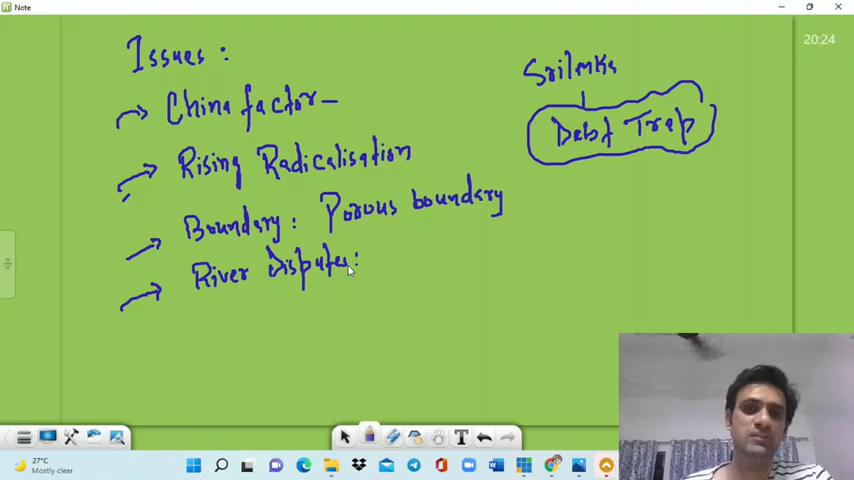 Note
20:24
Issues :
China factor -
Rising Radicalisation
Boundary : Porous boundary
River Disputes :
Srilanka
Debt Trap
27°C
Mostly clear